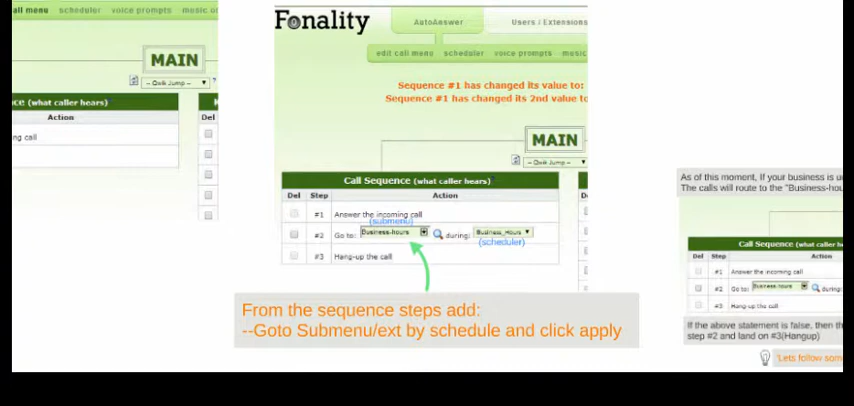 all menu scheduler voice prompts music o
MAIN
-- Qwik Jump -- ?
ce (what caller hears)
Action
Del
ng call
Fonality
AutoAnswer Users / Extensions
edit call menu scheduler voice prompts music
Sequence #1 has changed its value to:
Sequence #1 has changed its 2nd value to
MAIN
-- Qwik Jump --
Call Sequence (what caller hears)?
Del Step Action
#1 Answer the incoming call
(submenu)
#2 Go to: Business-hours during: Business_Hours
(scheduler)
#3 Hang-up the call
From the sequence steps add:
--Goto Submenu/ext by schedule and click apply
As of this moment, If your business is
The calls will route to the "Business-hou
Call Sequence (what caller he
Del Step Action
#1 Answer the incoming call
#2 Go to: Business-hours during:
#3 Hang-up the call
If the above statement is false, then th
step #2 and land on #3(Hangup)
'Lets follow som